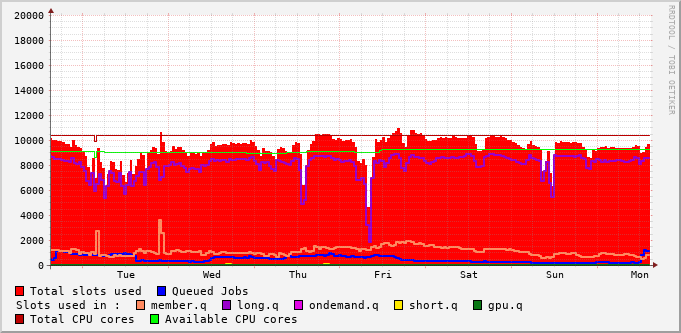 20000
18000
16000
14000
12000
10000
8000
6000
4000
2000
0
Tue Wed Thu Fri Sat Sun Mon
Total slots used Queued Jobs
Slots used in : member.q long.q ondemand.q short.q gpu.q
Total CPU cores Available CPU cores
RRDTOOL / TOBI OETIKER